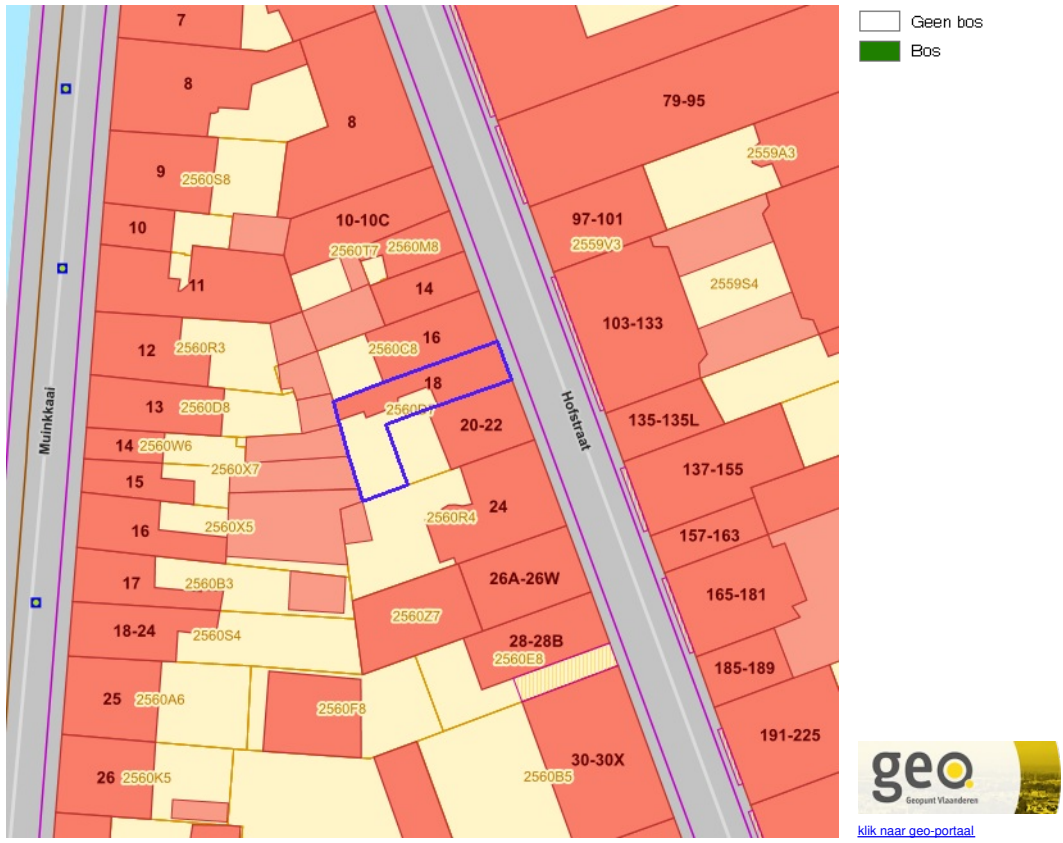 7
8
8
79-95
2559A3
9
2560S8
10
10-10C
97-101
2560T7
2560M8
2559V3
11
14
2559S4
12
2560R3
16
2560C8
103-133
18
13
2560D8
Muinkkaai
Hofstraat
14
2560W6
20-22
135-135L
2560X7
15
137-155
16
2560X5
24
2560R4
157-163
17
2560B3
26A-26W
165-181
18-24
2560S4
2560Z7
28-28B
2560E8
185-189
25
2560A6
2560F8
191-225
30-30X
26
2560K5
2560B5
Geen bos
Bos
geo.
Geopunt Vlaanderen
klik naar geo-portaal